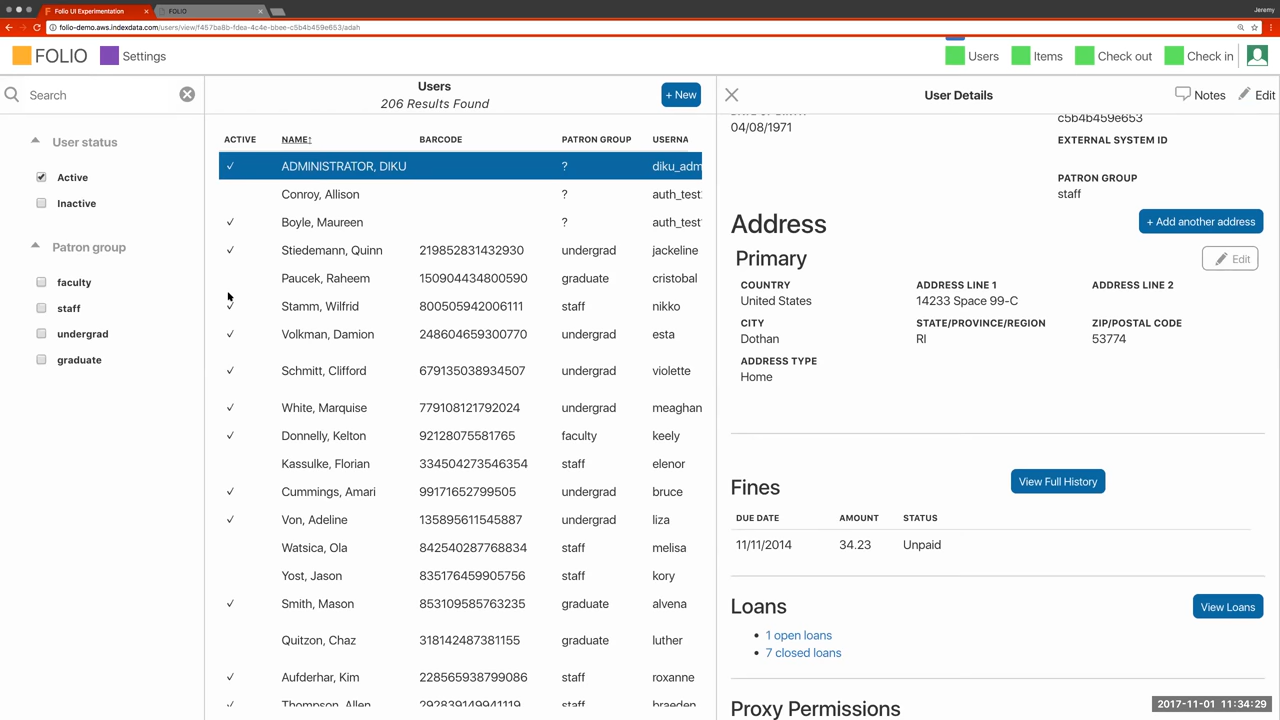 Folio UI Experimentation
FOLIO
Jeremy
folio-demo.aws.indexdata.com/users/view/f457ba8b-fdea-4c4e-bbee-c5b4b459e653/adah
FOLIO Settings Users Items Check out Check in
Search
Users
206 Results Found
+ New
User Details
Notes Edit
User status
Active
Inactive
Patron group
faculty
staff
undergrad
graduate
ACTIVE NAME↑ BARCODE PATRON GROUP USERNA
✓ ADMINISTRATOR, DIKU ? diku_adm
Conroy, Allison ? auth_test
✓ Boyle, Maureen ? auth_test
✓ Stiedemann, Quinn 219852831432930 undergrad jackeline
Paucek, Raheem 150904434800590 graduate cristobal
✓ Stamm, Wilfrid 800505942006111 staff nikko
✓ Volkman, Damion 248604659300770 undergrad esta
✓ Schmitt, Clifford 679135038934507 undergrad violette
✓ White, Marquise 779108121792024 undergrad meaghan
✓ Donnelly, Kelton 92128075581765 faculty keely
Kassulke, Florian 334504273546354 staff elenor
✓ Cummings, Amari 99171652799505 undergrad bruce
✓ Von, Adeline 135895611545887 undergrad liza
Watsica, Ola 842540287768834 staff melisa
Yost, Jason 835176459905756 staff kory
✓ Smith, Mason 853109585763235 graduate alvena
Quitzon, Chaz 318142487381155 graduate luther
✓ Aufderhar, Kim 228565938799086 staff roxanne
✓ Thompson, Allen 292839149941119 staff braeden
04/08/1971
c5b4b459e653
EXTERNAL SYSTEM ID
PATRON GROUP
staff
Address
+ Add another address
Primary
Edit
COUNTRY ADDRESS LINE 1 ADDRESS LINE 2
United States 14233 Space 99-C
CITY STATE/PROVINCE/REGION ZIP/POSTAL CODE
Dothan RI 53774
ADDRESS TYPE
Home
Fines
View Full History
DUE DATE AMOUNT STATUS
11/11/2014 34.23 Unpaid
Loans
View Loans
• 1 open loans
• 7 closed loans
Proxy Permissions
2017-11-01 11:34:29